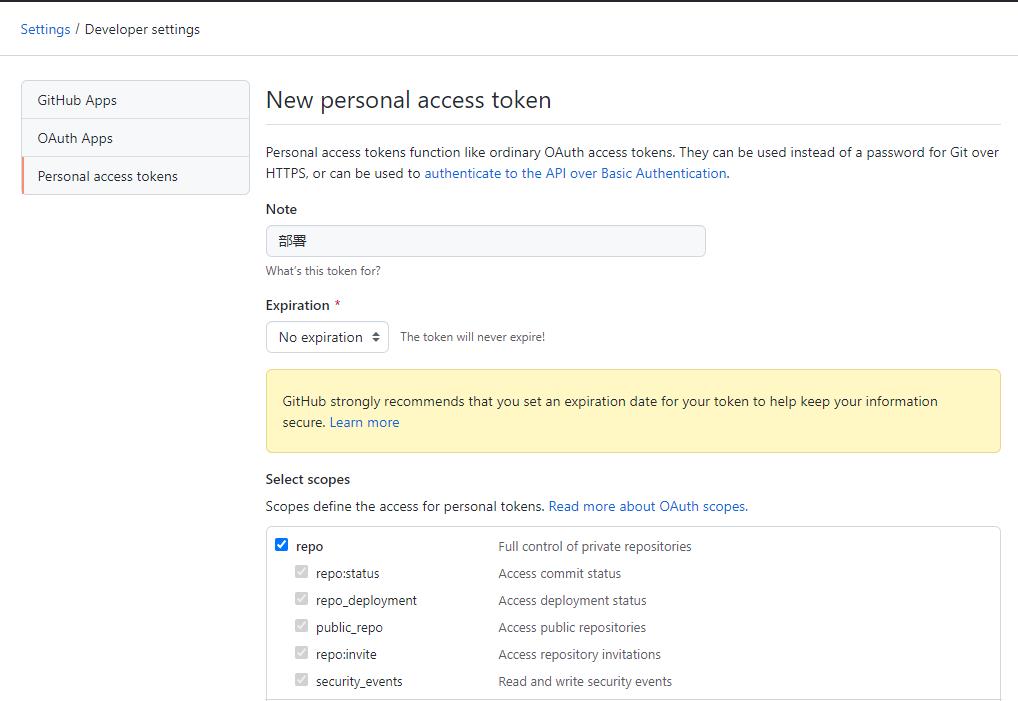 Settings / Developer settings
GitHub Apps
OAuth Apps
Personal access tokens
New personal access token
Personal access tokens function like ordinary OAuth access tokens. They can be used instead of a password for Git over
HTTPS, or can be used to authenticate to the API over Basic Authentication.
Note
部署
What's this token for?
Expiration *
No expiration The token will never expire!
GitHub strongly recommends that you set an expiration date for your token to help keep your information
secure. Learn more
Select scopes
Scopes define the access for personal tokens. Read more about OAuth scopes.
repo Full control of private repositories
repo:status Access commit status
repo_deployment Access deployment status
public_repo Access public repositories
repo:invite Access repository invitations
security_events Read and write security events